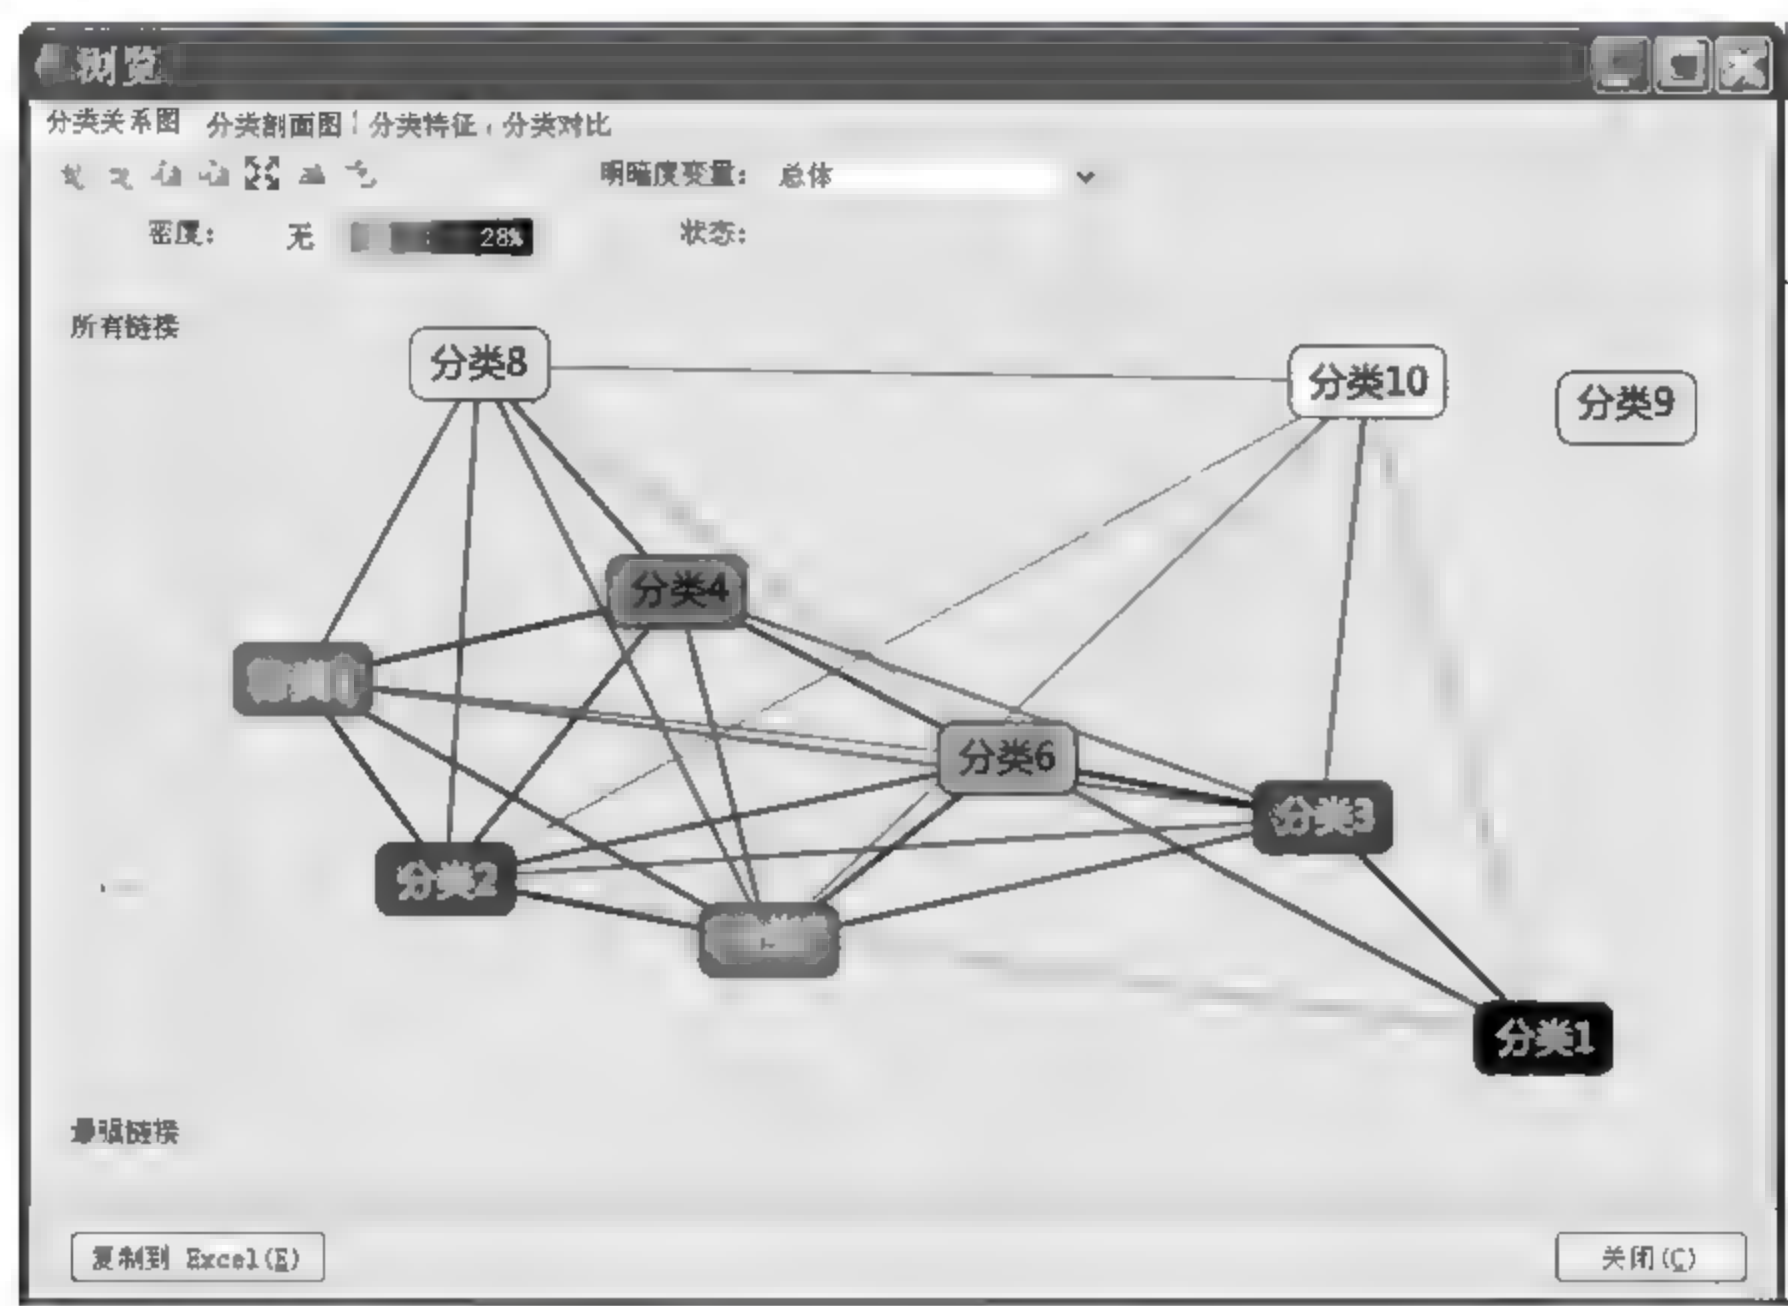 浏览
分类关系图 分类剖面图 分类特征 分类对比
明暗度变量: 总体
密度: 无 28% 状态:
所有链接
分类8
分类10
分类9
分类4
分类6
分类3
分类2
分类1
最强链接
复制到 Excel(E) 关闭(C)